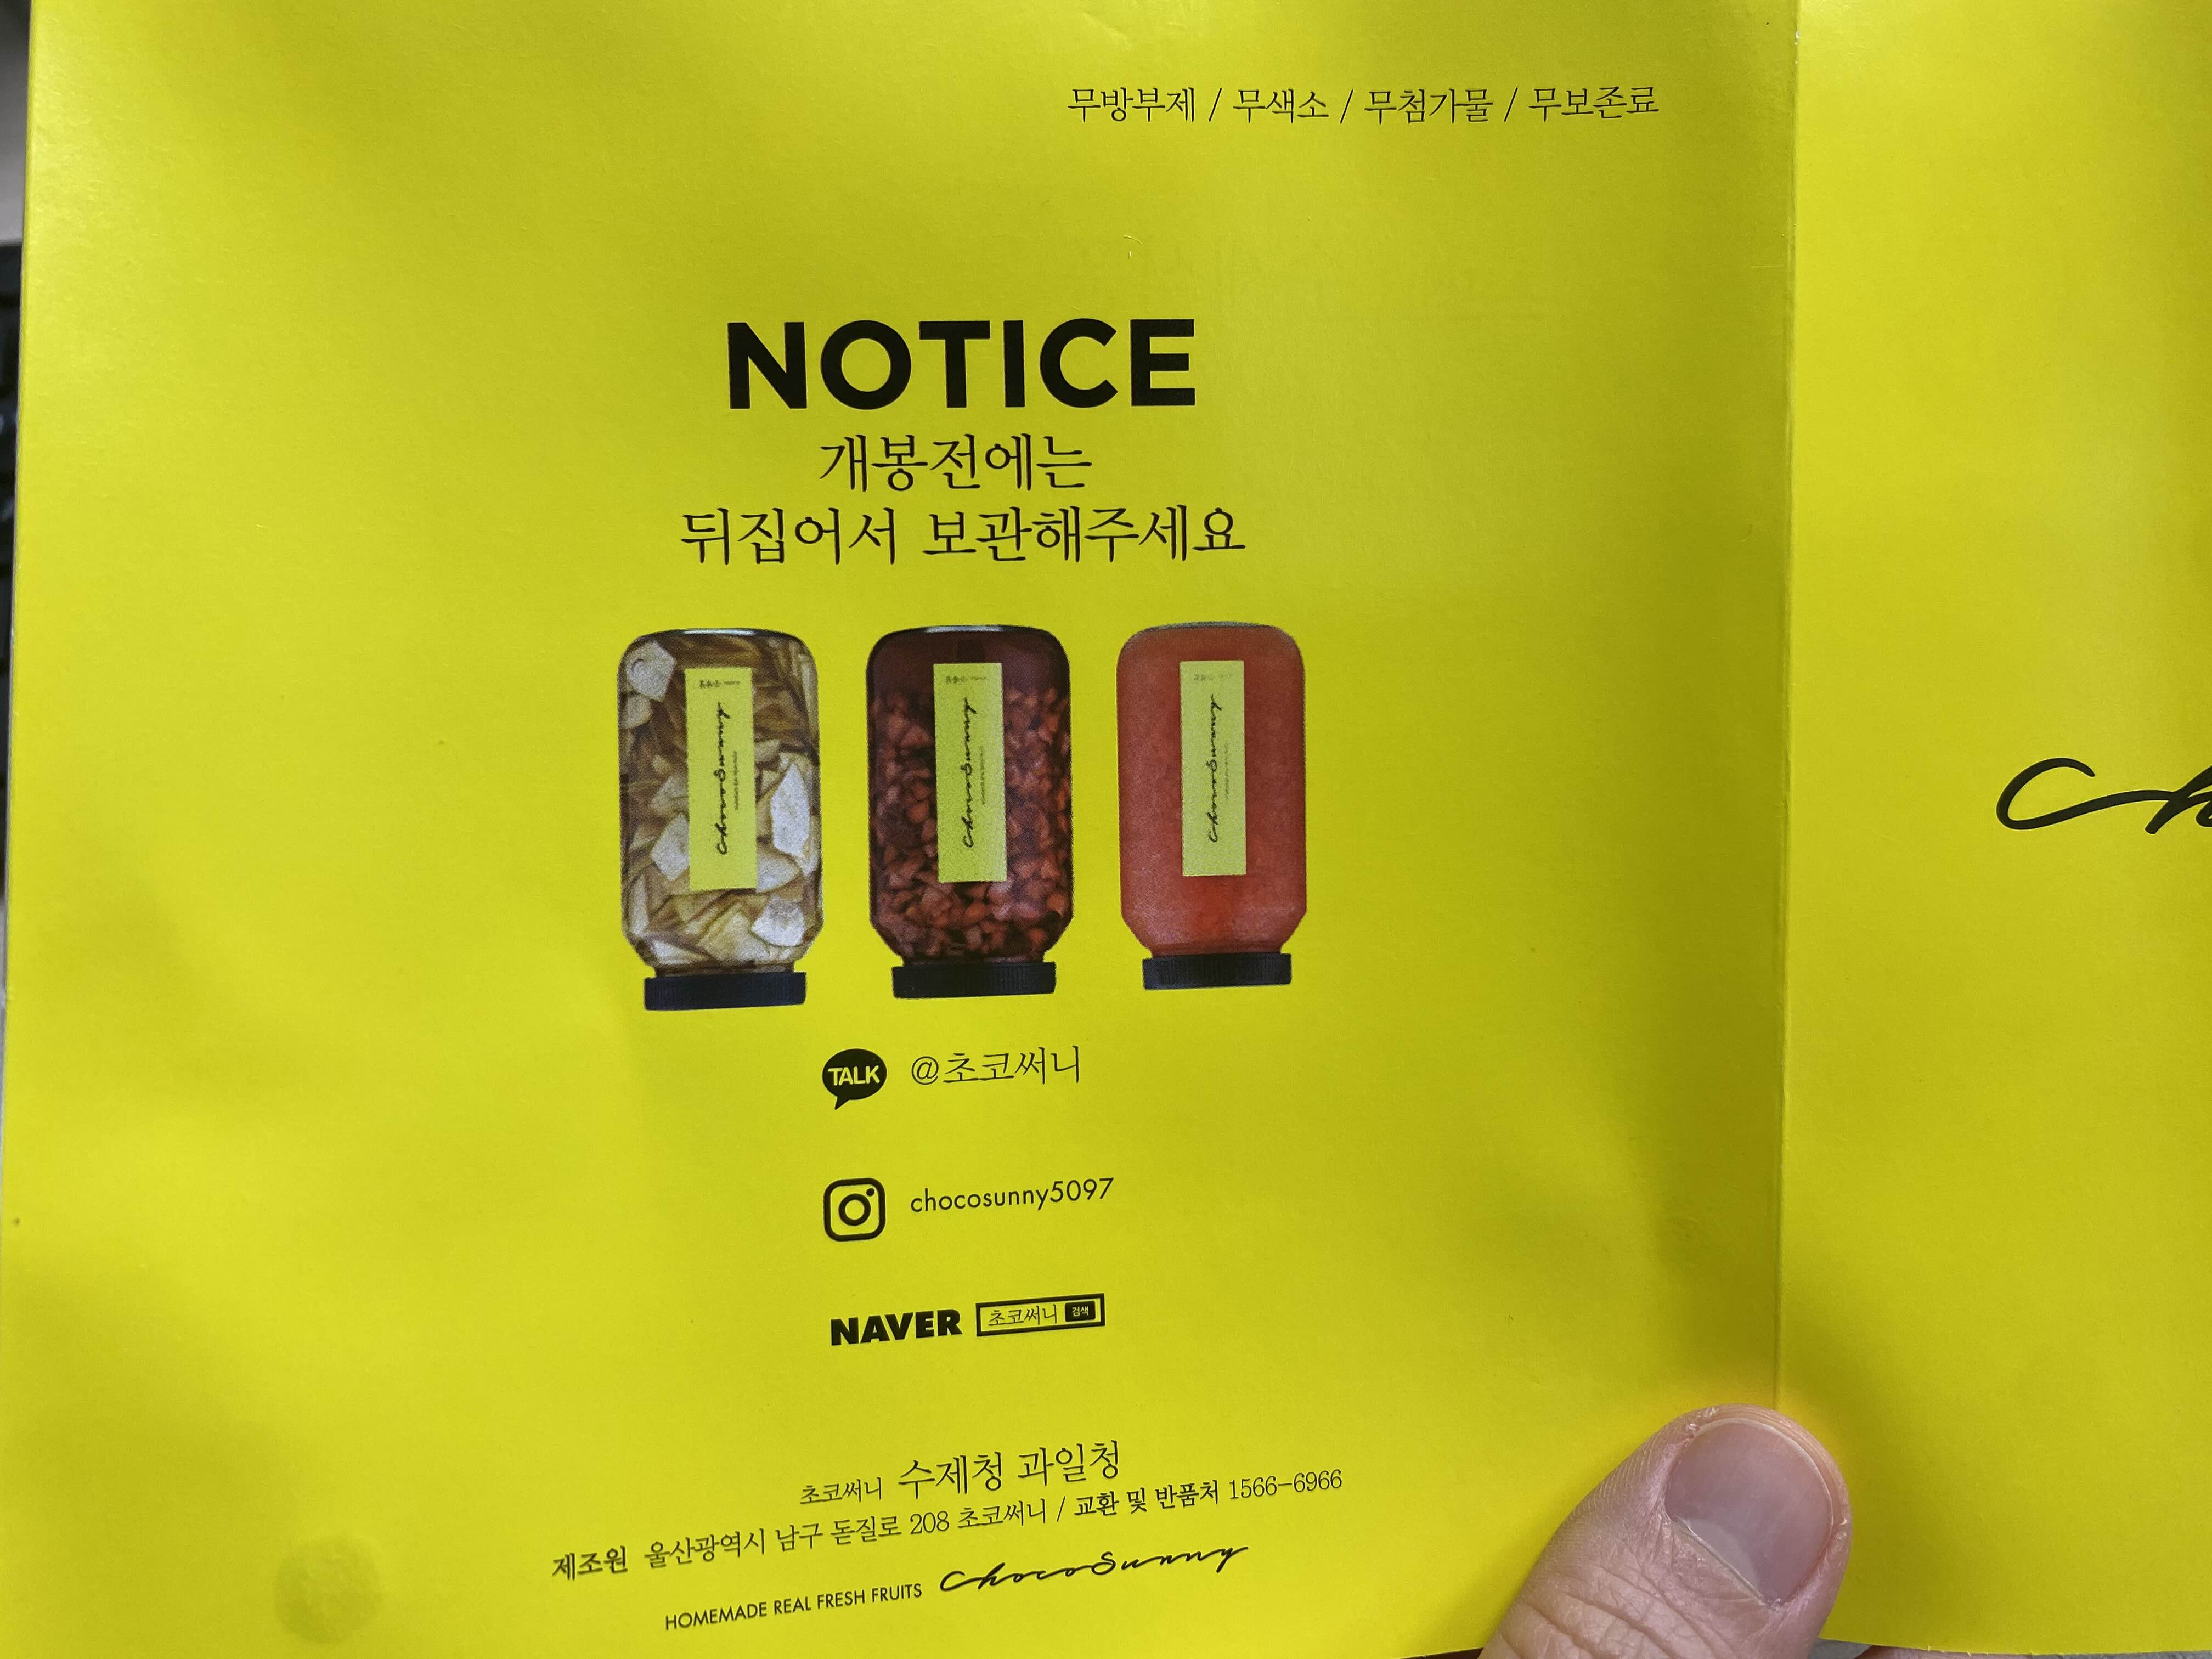 무방부제 / 무색소 / 무첨가물 / 무보존료
NOTICE
개봉전에는
뒤집어서 보관해주세요
ChocoSunny
ChocoSunny
ChocoSunny
TALK @초코써니
chocosunny5097
NAVER 초코써니 검색
초코써니 수제청 과일청
제조원 울산광역시 남구 돋질로 208 초코써니 / 교환 및 반품처 1566-6966
HOMEMADE REAL FRESH FRUITS ChocoSunny
Ch